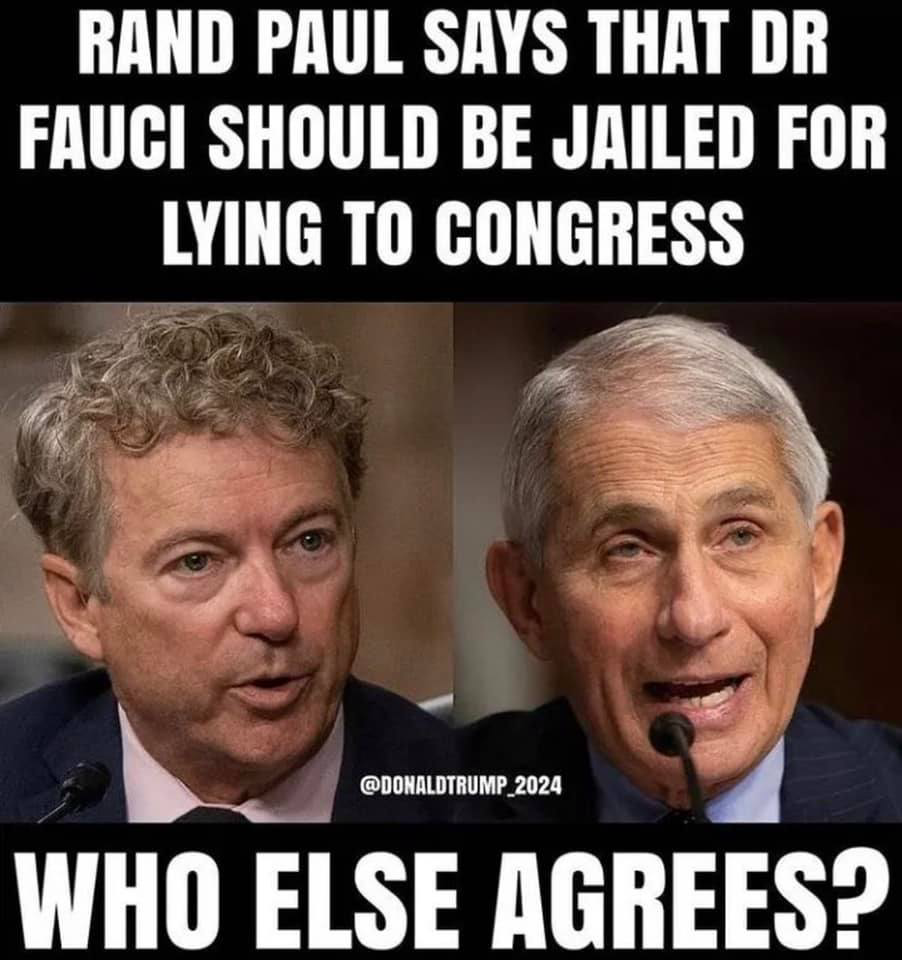 RAND PAUL SAYS THAT DR
FAUCI SHOULD BE JAILED FOR
LYING TO CONGRESS
@DONALDTRUMP_2024
WHO ELSE AGREES?